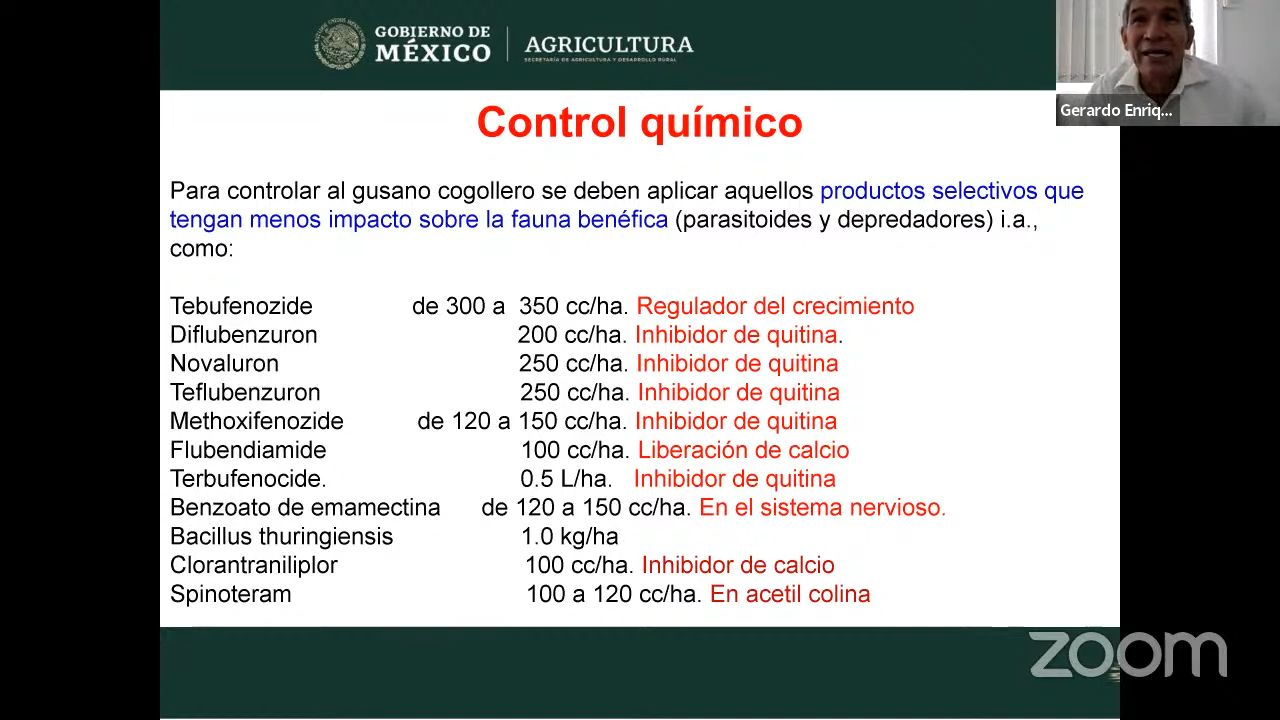 GOBIERNO DE
MÉXICO
AGRICULTURA
SECRETARÍA DE AGRICULTURA Y DESARROLLO RURAL
Gerardo Enriq...
Control químico
Para controlar al gusano cogollero se deben aplicar aquellos productos selectivos que
tengan menos impacto sobre la fauna benéfica (parasitoides y depredadores) i.a.,
como:
Tebufenozide de 300 a 350 cc/ha. Regulador del crecimiento
Diflubenzuron 200 cc/ha. Inhibidor de quitina.
Novaluron 250 cc/ha. Inhibidor de quitina
Teflubenzuron 250 cc/ha. Inhibidor de quitina
Methoxifenozide de 120 a 150 cc/ha. Inhibidor de quitina
Flubendiamide 100 cc/ha. Liberación de calcio
Terbufenocide. 0.5 L/ha. Inhibidor de quitina
Benzoato de emamectina de 120 a 150 cc/ha. En el sistema nervioso.
Bacillus thuringiensis 1.0 kg/ha
Clorantraniliplor 100 cc/ha. Inhibidor de calcio
Spinoteram 100 a 120 cc/ha. En acetil colina
zoom